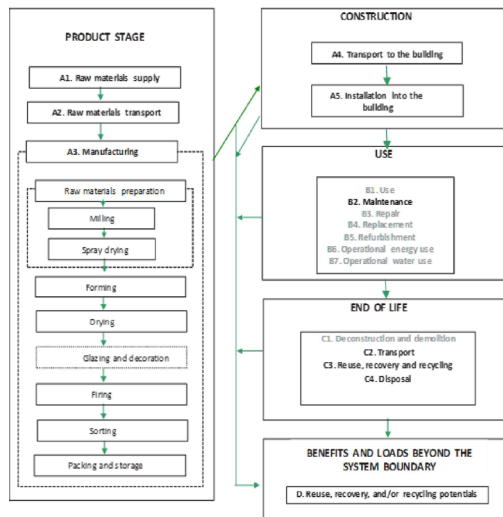 PRODUCT STAGE
A1. Raw materials supply
A2. Raw materials transport
A3. Manufacturing
Raw materials preparation
Milling
Spray drying
Forming
Drying
Glazing and decoration
Firing
Sorting
Packing and storage
CONSTRUCTION
A4. Transport to the building
A5. Installation into the
building
USE
B1. Use
B2. Maintenance
B3. Repair
B4. Replacement
B5. Refurbishment
B6. Operational energy use
B7. Operational water use
END OF LIFE
C1. Deconstruction and demolition
C2. Transport
C3. Reuse, recovery and recycling
C4. Disposal
BENEFITS AND LOADS BEYOND THE
SYSTEM BOUNDARY
D. Reuse, recovery, and/or recycling potentials